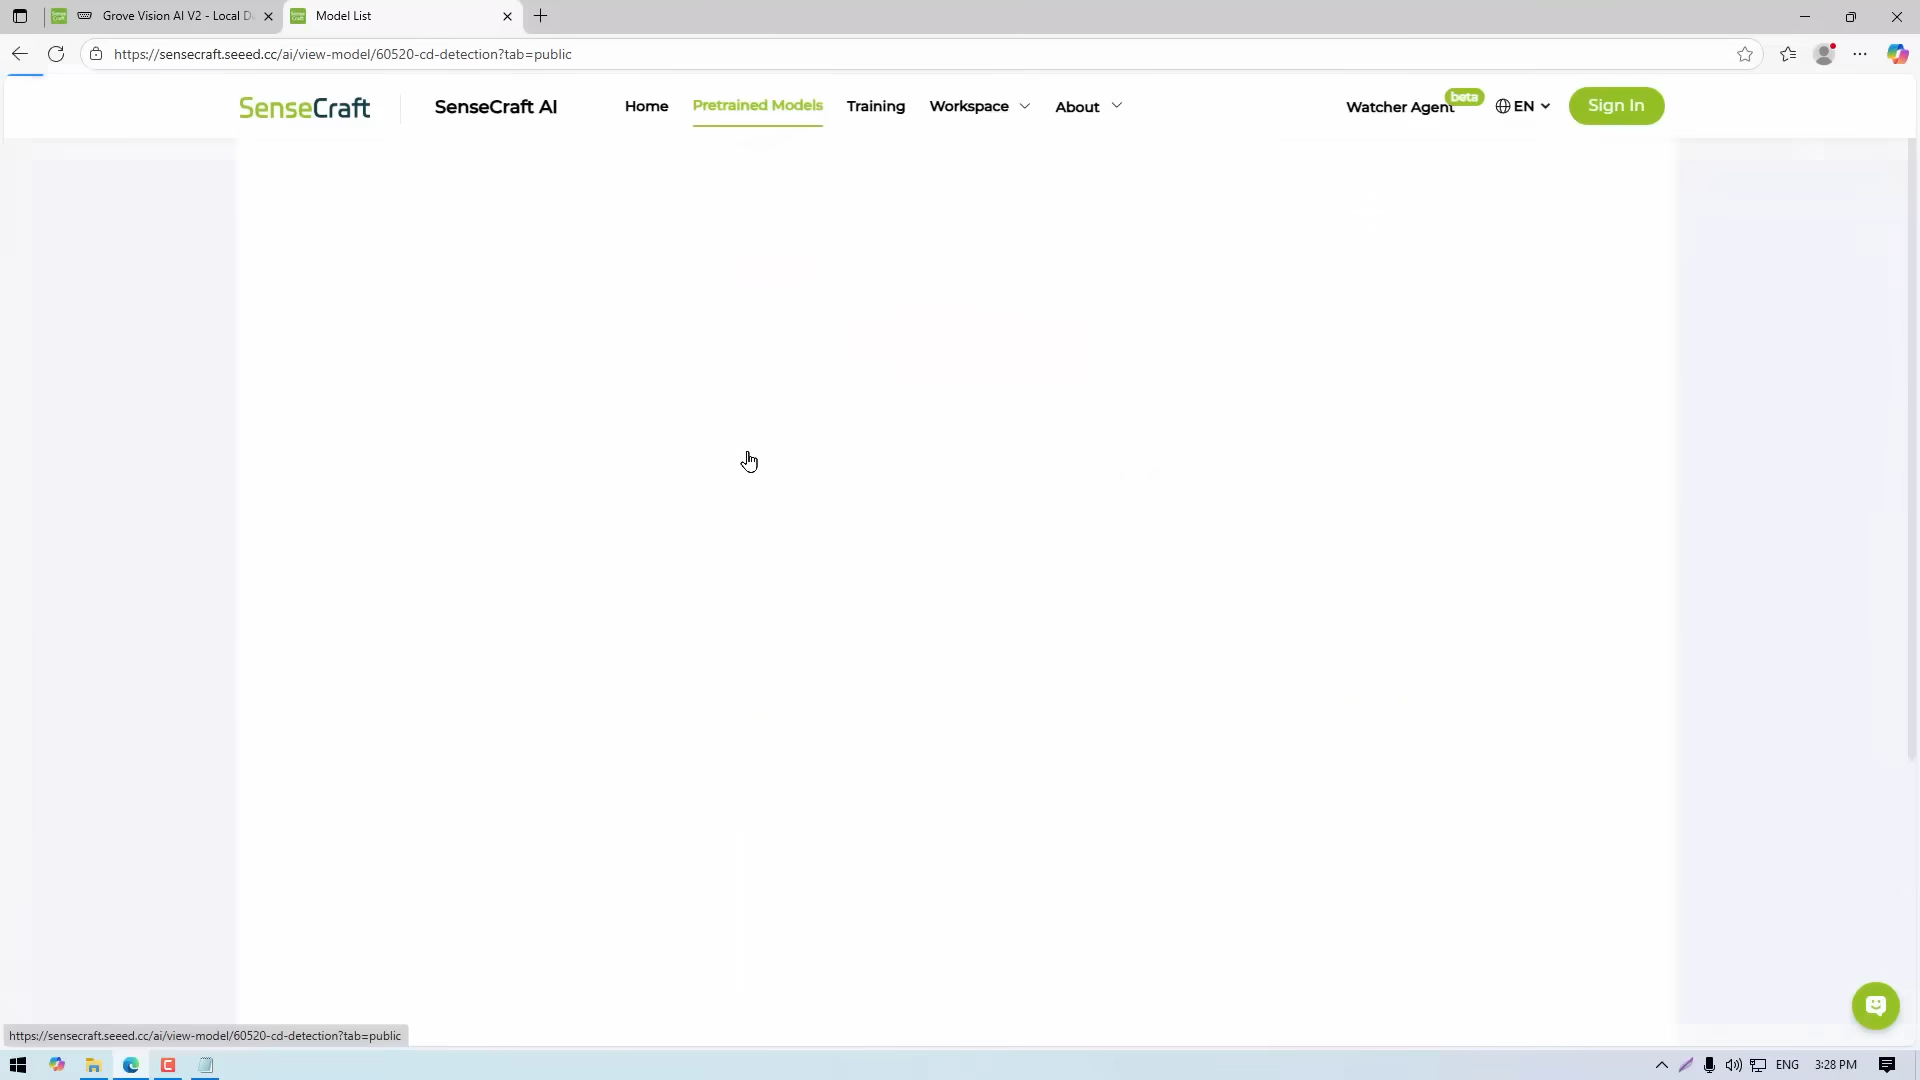 Grove Vision AI V2 - Local D
Model List
https://sensecraft.seeed.cc/ai/view-model/60520-cd-detection?tab=public
SenseCraft
SenseCraft AI
Home
Pretrained Models
Training
Workspace
About
Watcher Agent
beta
EN
Sign In
https://sensecraft.seeed.cc/ai/view-model/60520-cd-detection?tab=public
ENG
3:28 PM